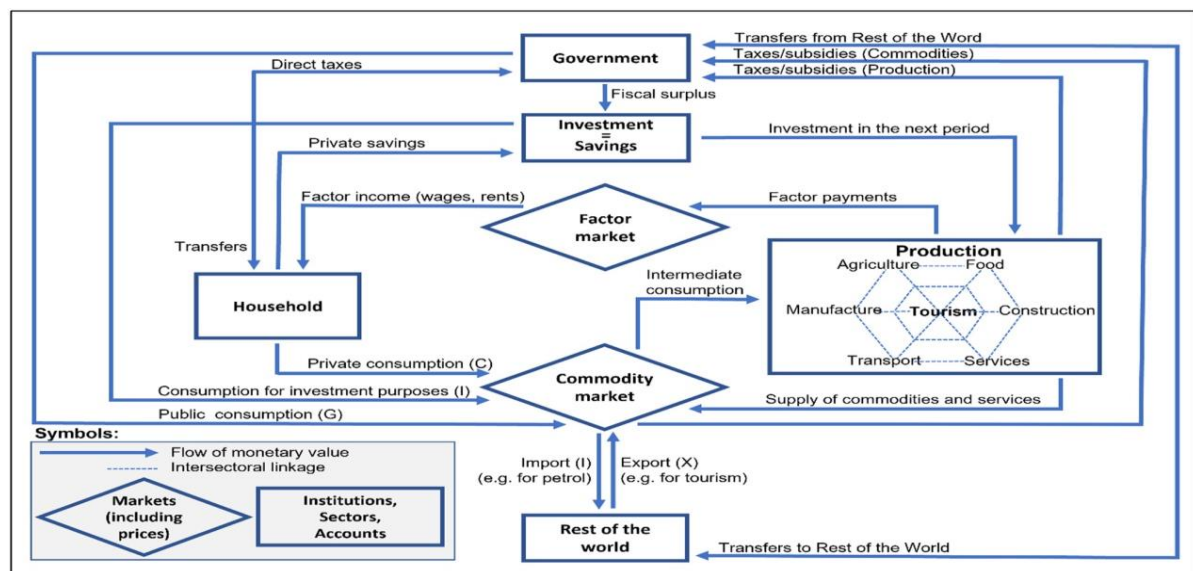 Transfers from Rest of the Word
Taxes/subsidies (Commodities)
Taxes/subsidies (Production)
Government
Direct taxes
Fiscal surplus
Investment
=
Savings
Investment in the next period
Private savings
Factor income (wages, rents)
Factor payments
Factor
market
Transfers
Production
Agriculture
Food
Manufacture
Tourism
Construction
Transport
Services
Intermediate
consumption
Household
Private consumption (C)
Commodity
market
Consumption for investment purposes (I)
Supply of commodities and services
Public consumption (G)
Symbols:
Flow of monetary value
Intersectoral linkage
Markets
(including
prices)
Institutions,
Sectors,
Accounts
Import (I)
(e.g. for petrol)
Export (X)
(e.g. for tourism)
Rest of the
world
Transfers to Rest of the World